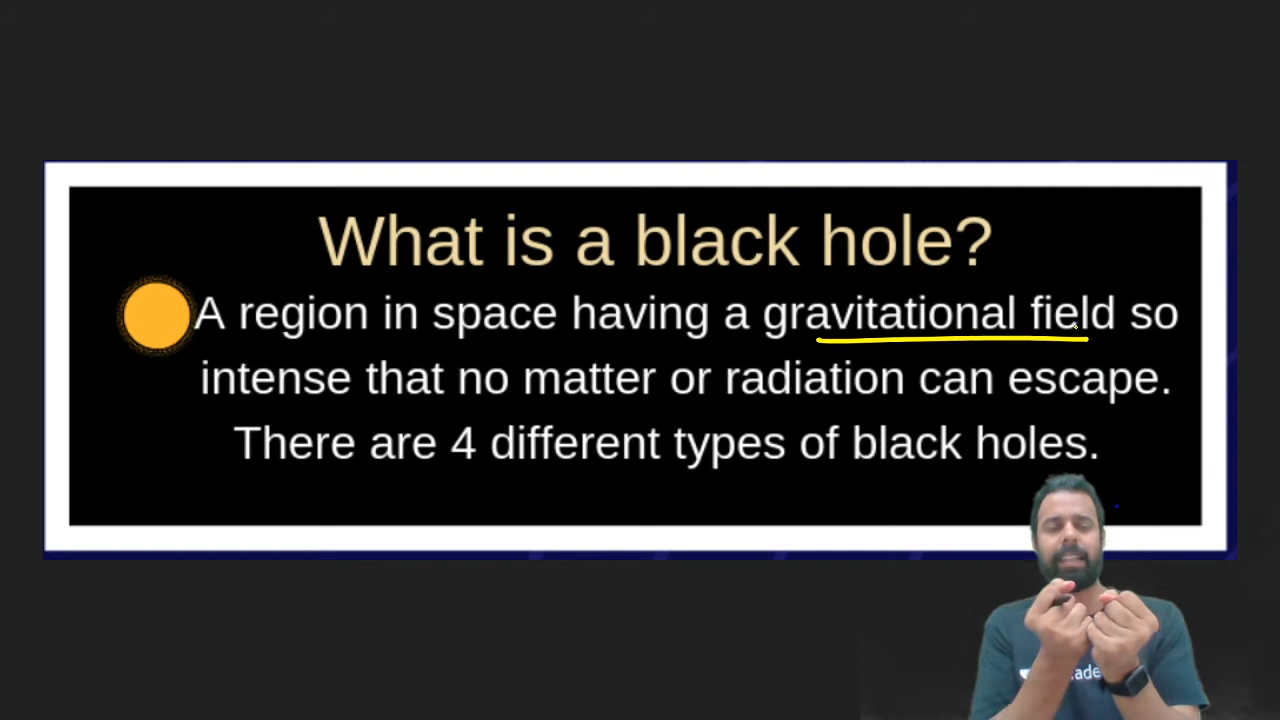 What is a black hole?
A region in space having a gravitational field so
intense that no matter or radiation can escape.
There are 4 different types of black holes.